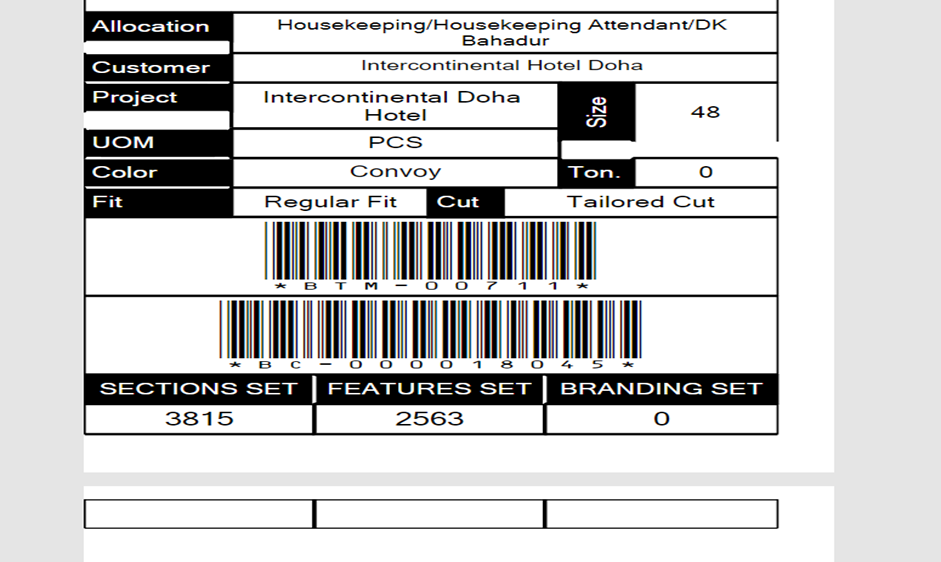 Allocation Housekeeping/Housekeeping Attendant/DK
Bahadur
Customer Intercontinental Hotel Doha
Project Intercontinental Doha
Hotel
Size 48
UOM PCS
Color Convoy Ton. 0
Fit Regular Fit Cut Tailored Cut
*BTM-00711*
*BC-000018045*
SECTIONS SET FEATURES SET BRANDING SET
3815 2563 0